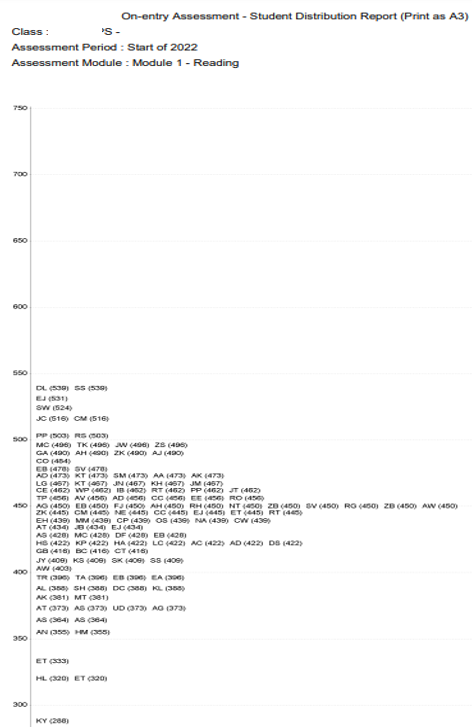 On-entry Assessment - Student Distribution Report (Print as A3)
Class : 'S -
Assessment Period : Start of 2022
Assessment Module : Module 1 - Reading
750
700
650
600
550
DL (539) SS (539)
EJ (531)
SW (524)
JC (516) CM (516)
500
PP (503) RS (503)
MC (496) TK (496) JW (496) ZS (496)
GA (490) AH (490) ZK (490) AJ (490)
CO (484)
EB (478) SV (478)
AD (473) KT (473) SM (473) AA (473) AK (473)
LG (467) KT (467) JN (467) KH (467) JM (467)
CE (462) WP (462) IB (462) RT (462) PP (462) JT (462)
TP (456) AV (456) AD (456) CC (456) EE (456) RO (456)
450
AG (450) EB (450) FJ (450) AH (450) RH (450) NT (450) ZB (450) SV (450) RG (450) ZB (450) AW (450)
ZK (445) CM (445) NE (445) CC (445) EJ (445) ET (445) RT (445)
EH (439) MM (439) CP (439) OS (439) NA (439) CW (439)
AT (434) JB (434) EJ (434)
AS (428) MC (428) DF (428) EB (428)
HS (422) KP (422) HA (422) LC (422) AC (422) AD (422) DS (422)
GB (416) BC (416) CT (416)
JY (409) KS (409) SK (409) SS (409)
AW (403)
400
TR (396) TA (396) EB (396) EA (396)
AL (388) SH (388) DC (388) KL (388)
AK (381) MT (381)
AT (373) AS (373) UD (373) AG (373)
AS (364) AS (364)
AN (355) HM (355)
350
ET (333)
HL (320) ET (320)
300
KY (288)